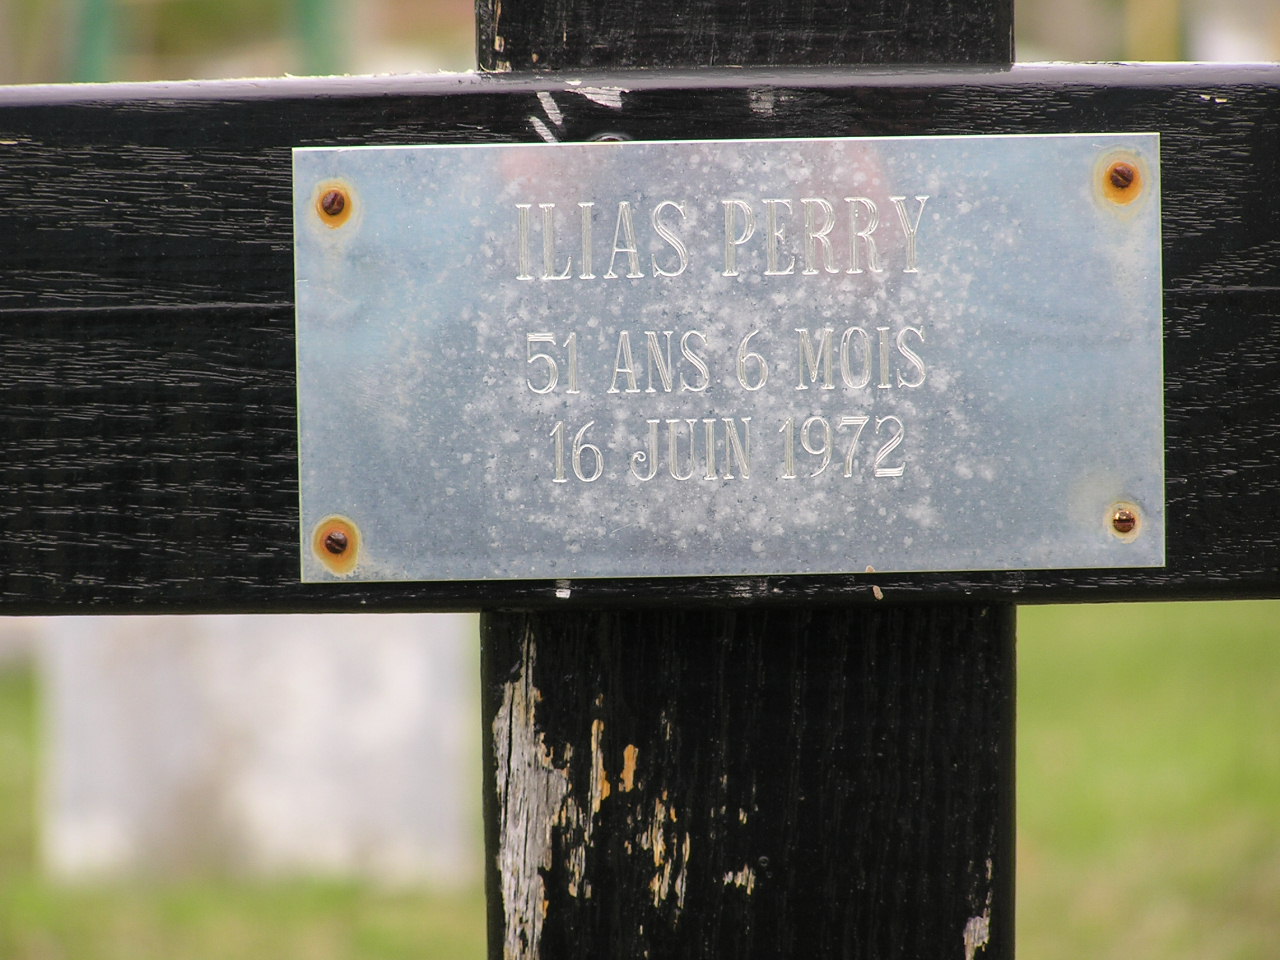 ILIAS PERRY
51 ANS 6 MOIS
16 JUIN 1972